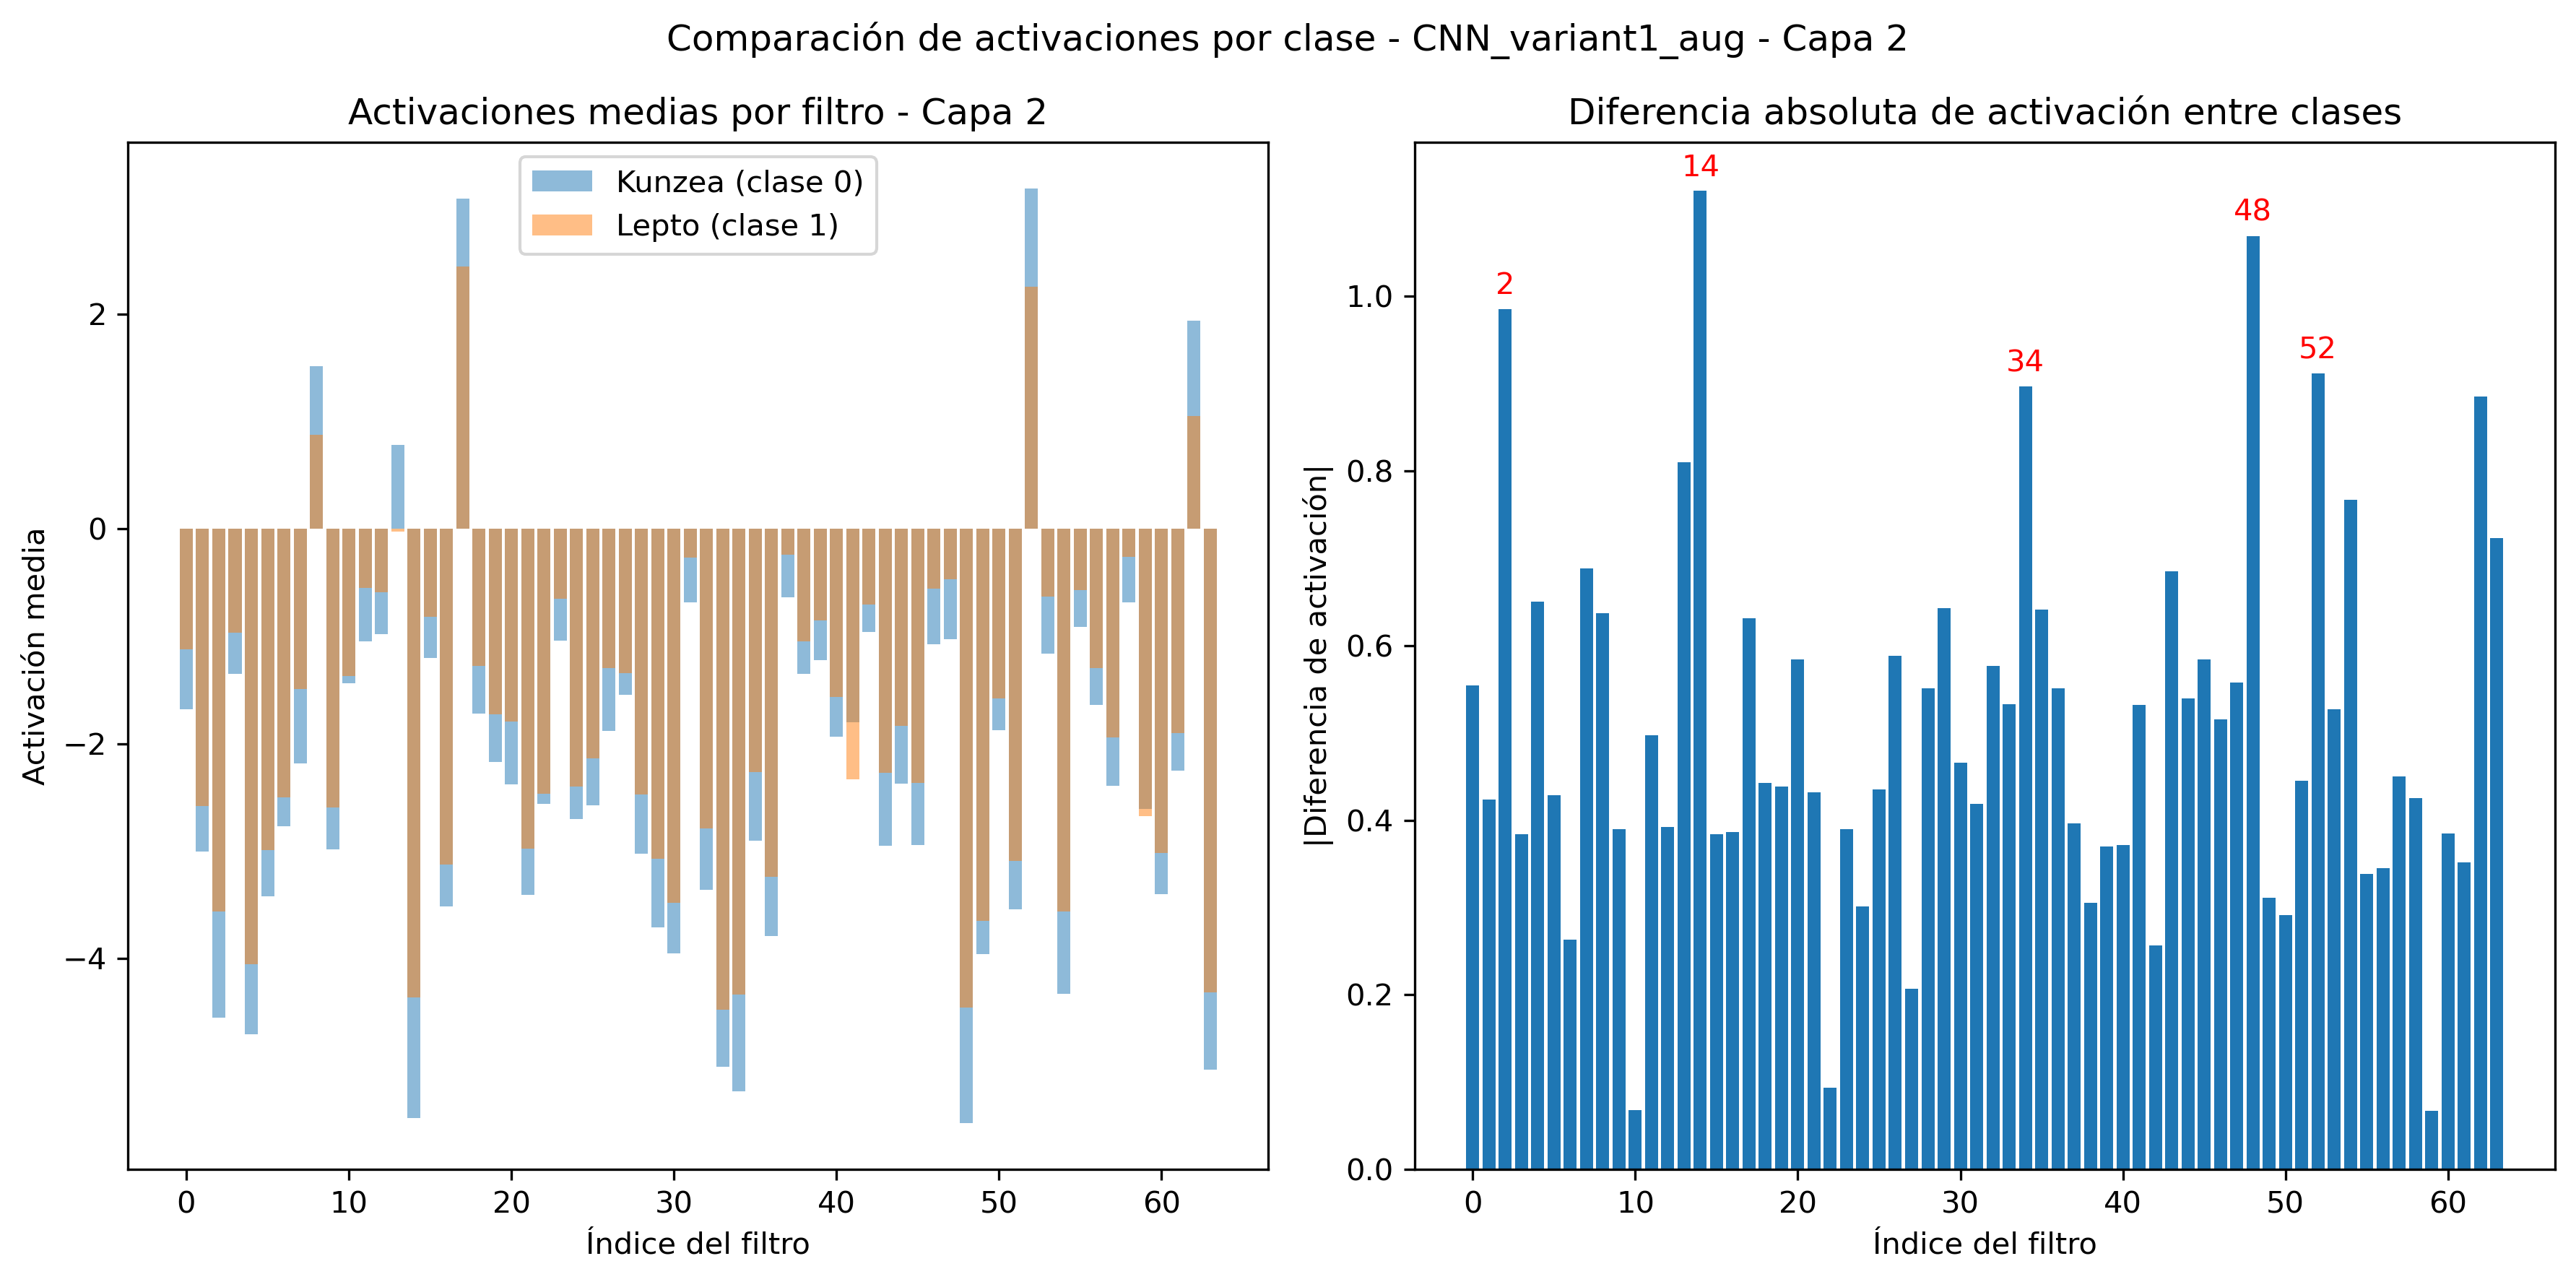 Comparación de activaciones por clase - CNN_variant1_aug - Capa 2
Activaciones medias por filtro - Capa 2
Kunzea (clase 0)
Lepto (clase 1)
Activación media
2
0
−2
−4
0 10 20 30 40 50 60
Índice del filtro
Diferencia absoluta de activación entre clases
|Diferencia de activación|
1.0
0.8
0.6
0.4
0.2
0.0
2
14
34
48
52
0 10 20 30 40 50 60
Índice del filtro